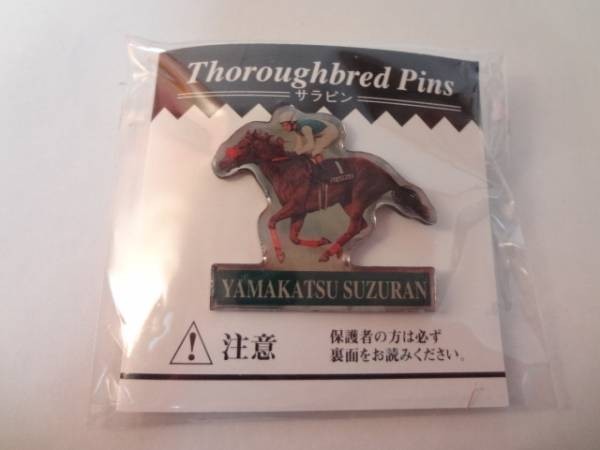 Thoroughbred Pins
サラピン
1
YAMAKATSU SUZURAN
注意
保護者の方は必ず
裏面をお読みください。